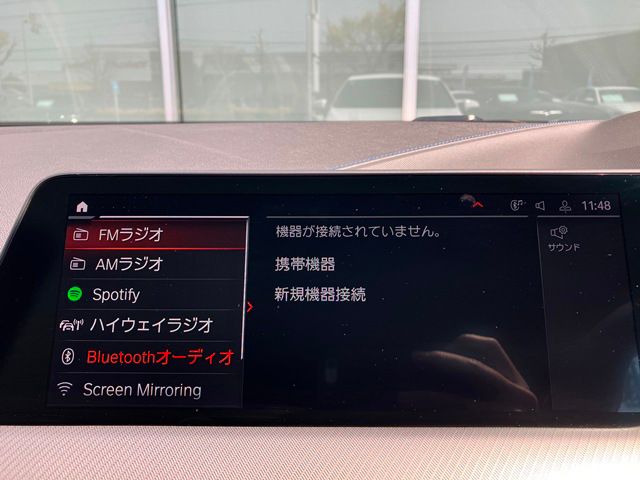 11:48
FMラジオ
AMラジオ
Spotify
ハイウェイラジオ
Bluetoothオーディオ
Screen Mirroring
機器が接続されていません。
携帯機器
新規機器接続
サウンド